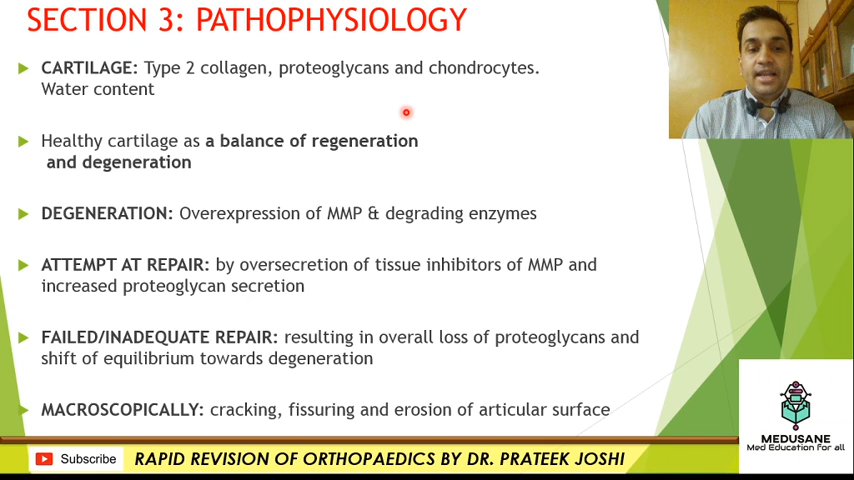 SECTION 3: PATHOPHYSIOLOGY
CARTILAGE: Type 2 collagen, proteoglycans and chondrocytes.
Water content
Healthy cartilage as a balance of regeneration
and degeneration
DEGENERATION: Overexpression of MMP & degrading enzymes
ATTEMPT AT REPAIR: by oversecretion of tissue inhibitors of MMP and
increased proteoglycan secretion
FAILED/INADEQUATE REPAIR: resulting in overall loss of proteoglycans and
shift of equilibrium towards degeneration
MACROSCOPICALLY: cracking, fissuring and erosion of articular surface
MEDUSANE
Med Education For all
Subscribe
RAPID REVISION OF ORTHOPAEDICS BY DR. PRATEEK JOSHI